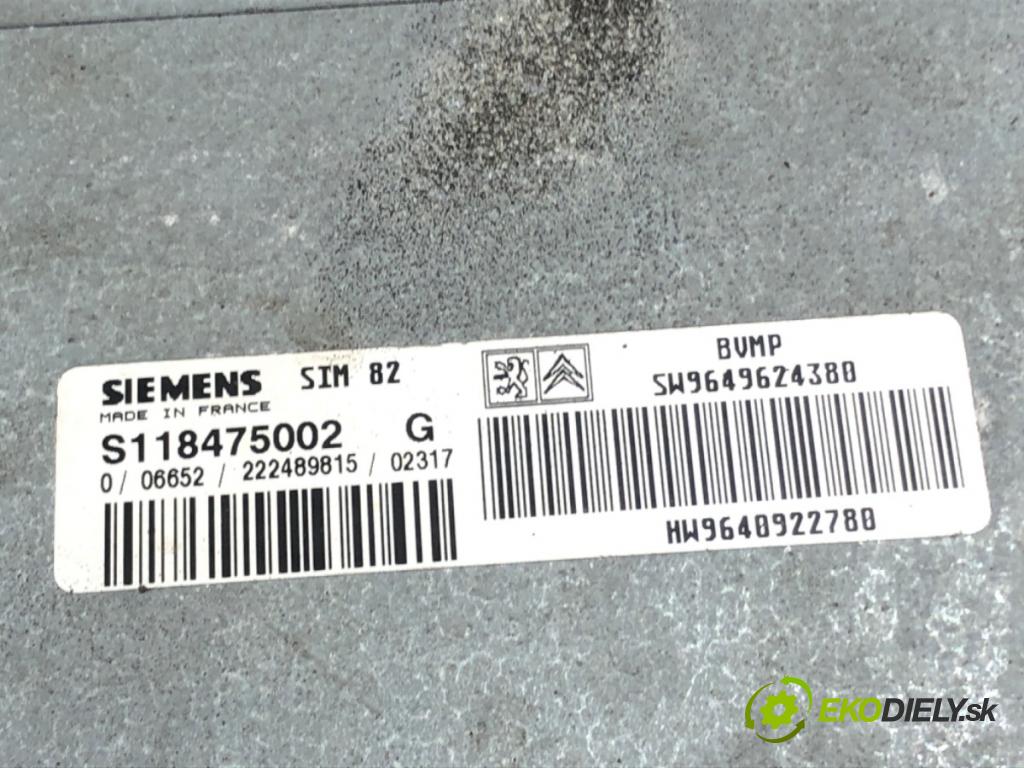 SIEMENS SIM 82
MADE IN FRANCE
S118475002 G
0/ 06652 / 222489815 / 02317
BVMP
SW9649624380
HW9640922780
EKODIELY.sk